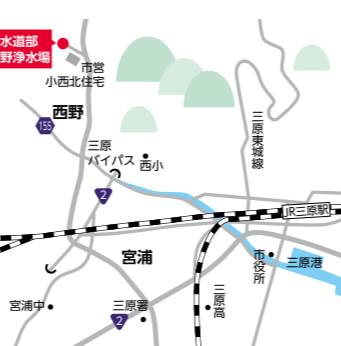 水道部
野浄水場
市営
小西北住宅
西野
155
三原
バイパス
西小
三原東城線
2
JR三原駅
宮浦
市役所
三原港
宮浦中
三原署
三原高
2